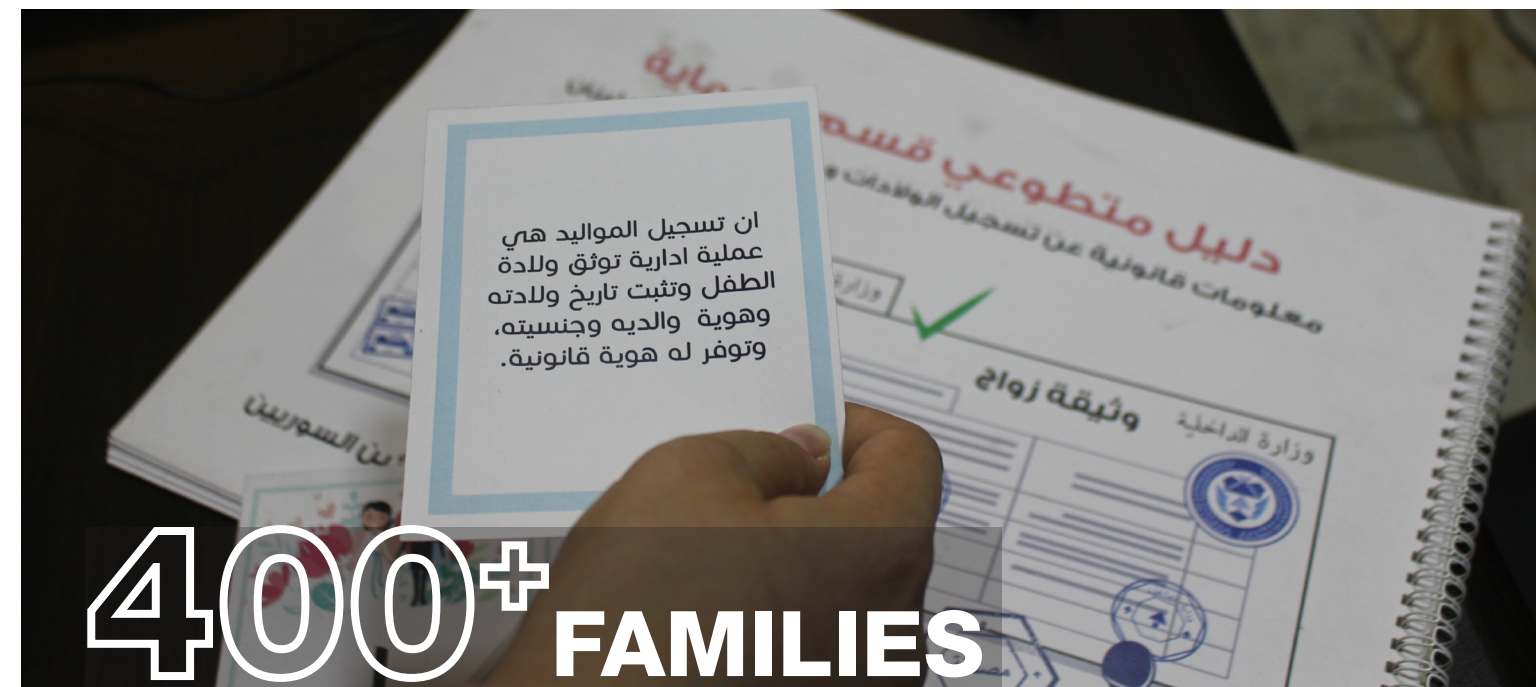 دليل متطوعي قسم
معلومات قانونية عن تسجيل الولادات و
ان تسجيل المواليد هي
عملية ادارية توثق ولادة
الطفل وتثبت تاريخ ولادته
وهوية والديه وجنسيته،
وتوفر له هوية قانونية.
وزارة
وثيقة زواج
وزارة الداخلية
السوريين
400+
FAMILIES